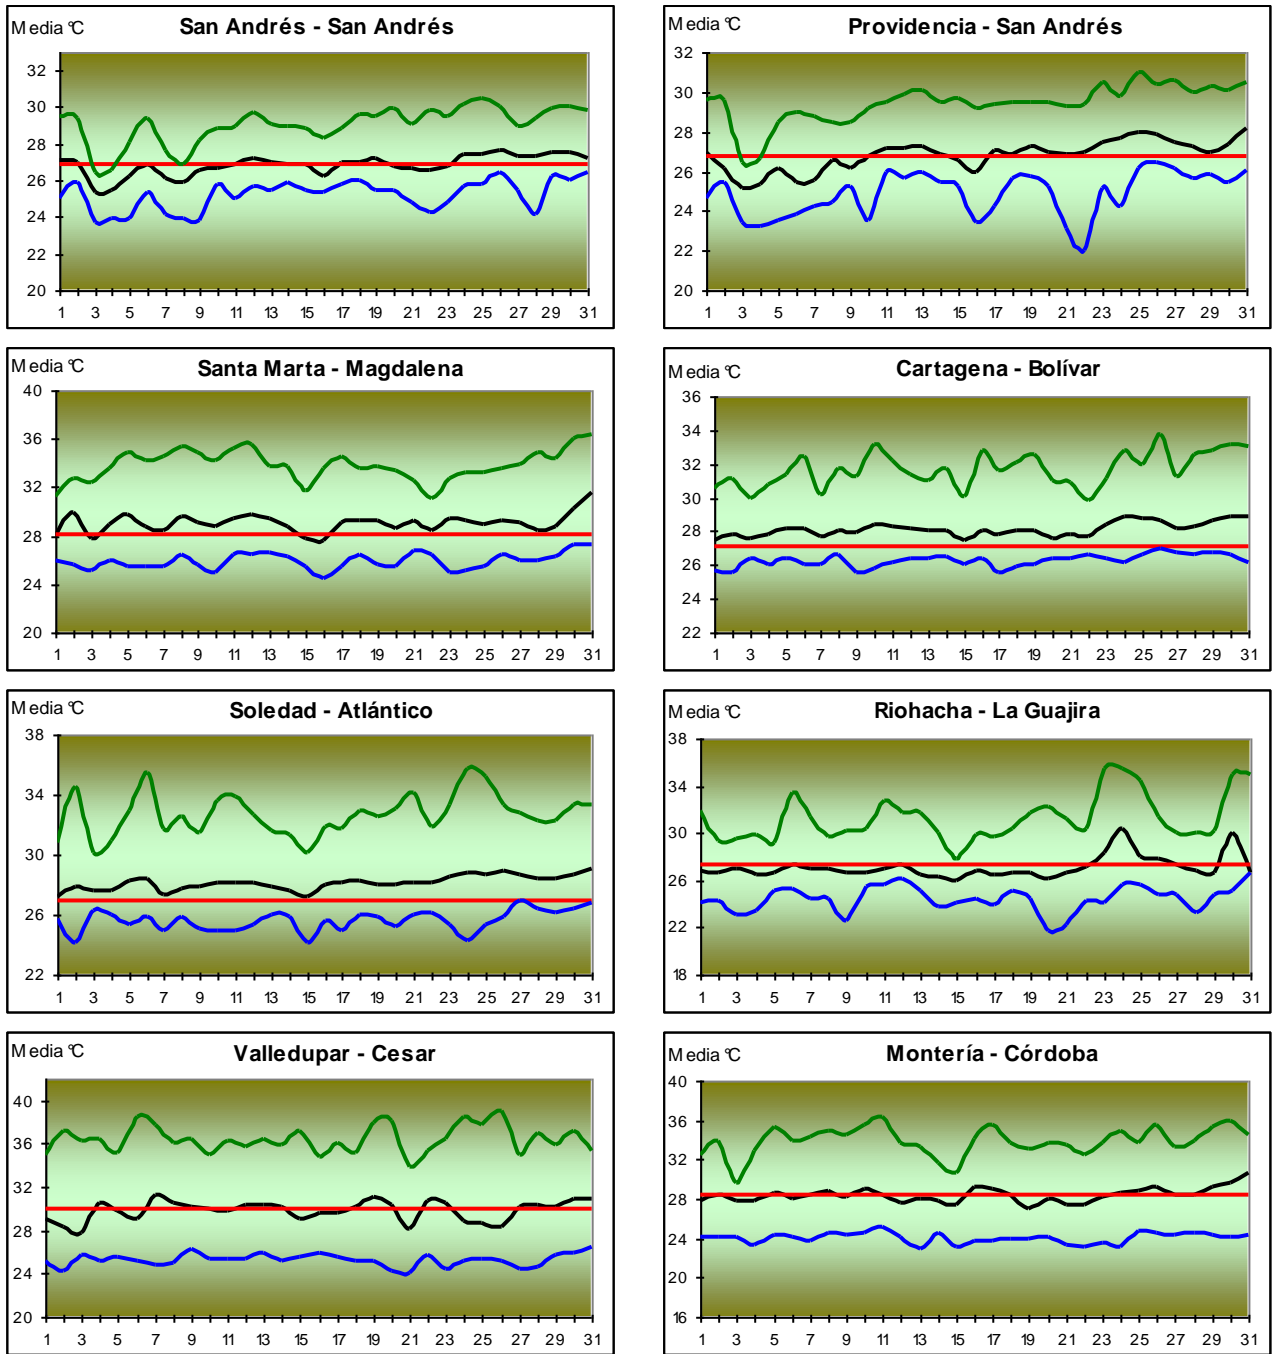 Media °C
San Andrés - San Andrés
32
30
28
26
24
22
20
1 3 5 7 9 11 13 15 17 19 21 23 25 27 29 31
Media °C
Providencia - San Andrés
32
30
28
26
24
22
20
1 3 5 7 9 11 13 15 17 19 21 23 25 27 29 31
Media °C
Santa Marta - Magdalena
40
36
32
28
24
20
1 3 5 7 9 11 13 15 17 19 21 23 25 27 29 31
Media °C
Cartagena - Bolívar
36
34
32
30
28
26
24
22
1 3 5 7 9 11 13 15 17 19 21 23 25 27 29 31
Media °C
Soledad - Atlántico
38
34
30
26
22
1 3 5 7 9 11 13 15 17 19 21 23 25 27 29 31
Media °C
Riohacha - La Guajira
38
34
30
26
22
18
1 3 5 7 9 11 13 15 17 19 21 23 25 27 29 31
Media °C
Valledupar - Cesar
40
36
32
28
24
20
1 3 5 7 9 11 13 15 17 19 21 23 25 27 29 31
Media °C
Montería - Córdoba
40
36
32
28
24
20
16
1 3 5 7 9 11 13 15 17 19 21 23 25 27 29 31